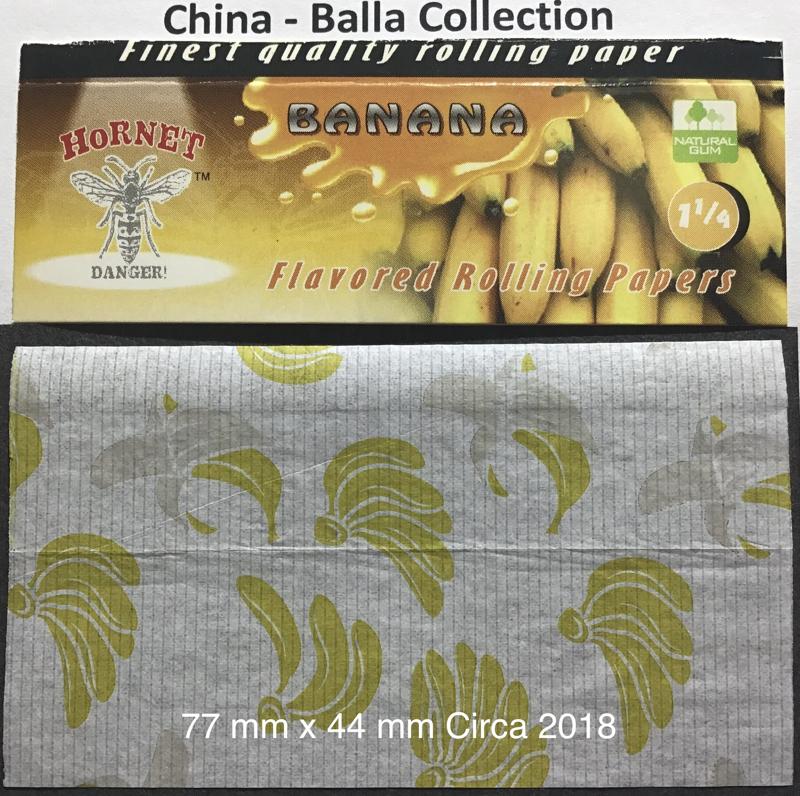 China - Balla Collection
Finest quality rolling paper
BANANA
HORNET
TM
DANGER!
NATURAL
GUM
1 1/4
Flavored Rolling Papers
77 mm x 44 mm Circa 2018